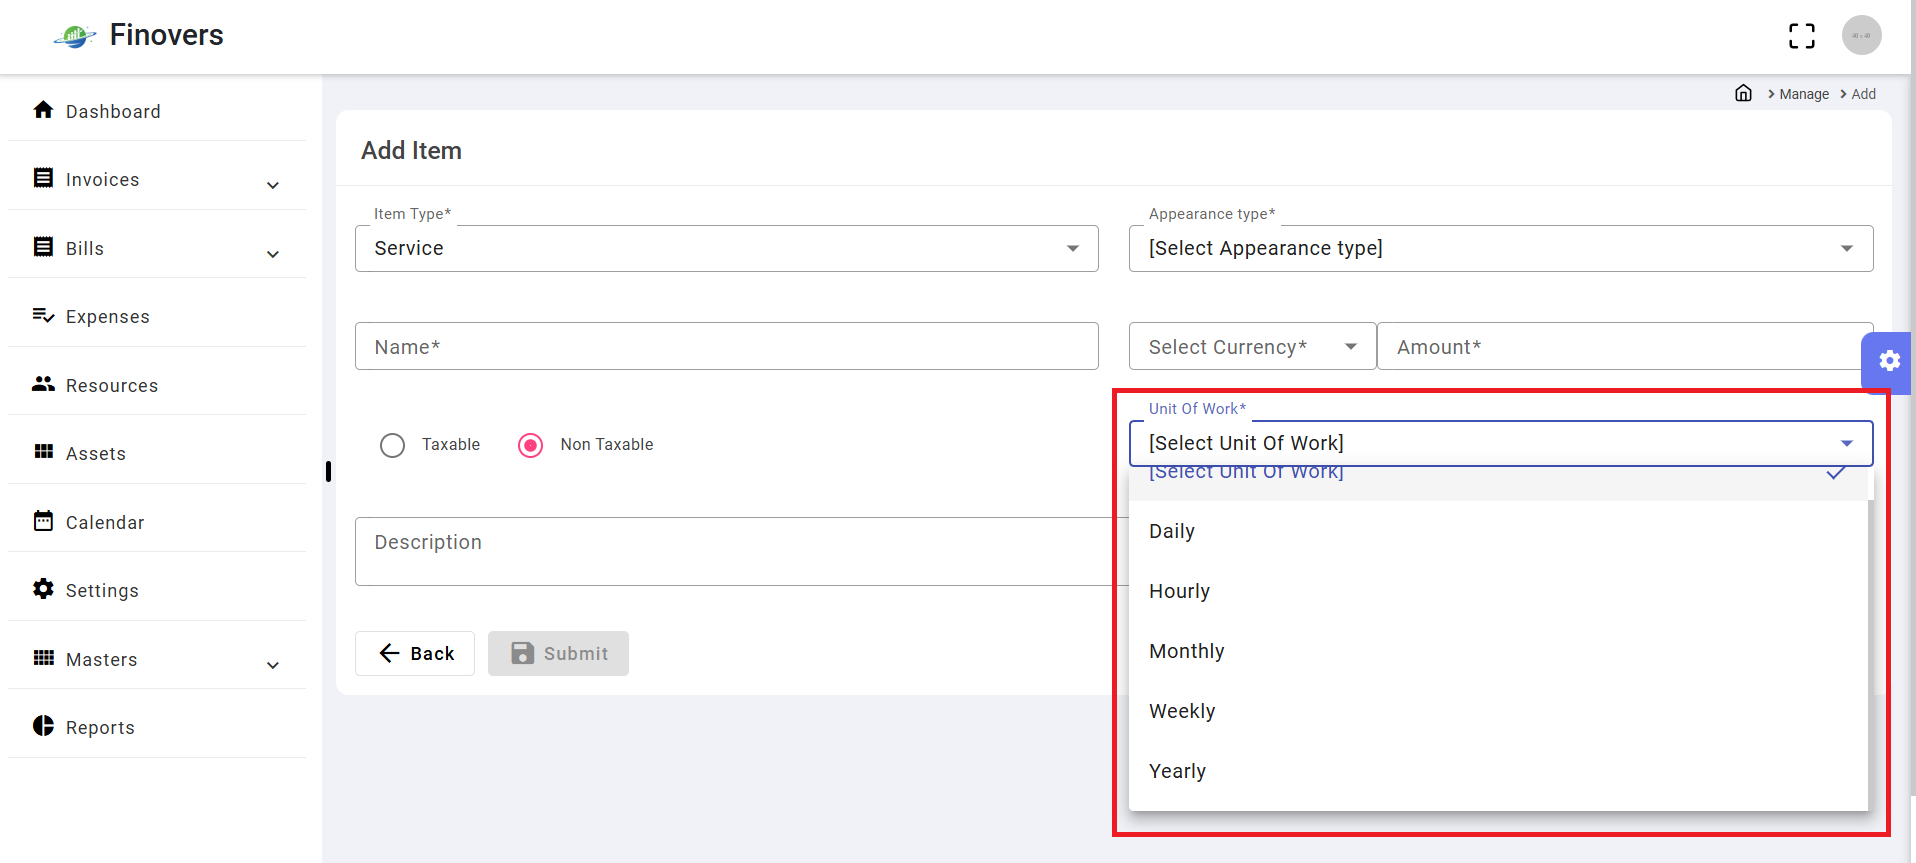 Finovers
Manage
Add
Dashboard
Invoices
Bills
Expenses
Resources
Assets
Calendar
Settings
Masters
Reports
Add Item
Item Type*
Service
Appearance type*
[Select Appearance type]
Name*
Select Currency*
Amount*
Taxable
Non Taxable
Unit Of Work*
[Select Unit Of Work]
[Select Unit Of Work]
Daily
Hourly
Monthly
Weekly
Yearly
Description
Back
Submit